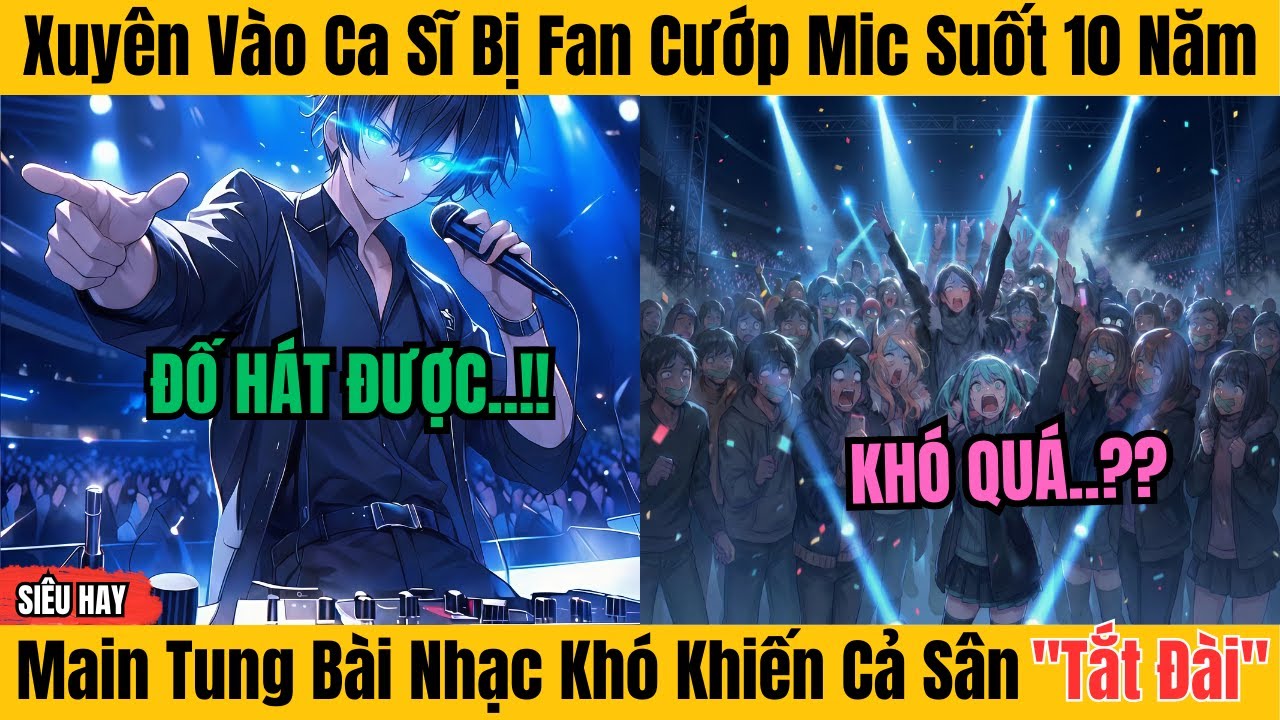 Xuyên Vào Ca Sĩ Bị Fan Cướp Mic Suốt 10 Năm
ĐỐ HÁT ĐƯỢC..!!
KHÓ QUÁ..??
SIÊU HAY
Main Tung Bài Nhạc Khó Khiến Cả Sân "Tắt Đài"